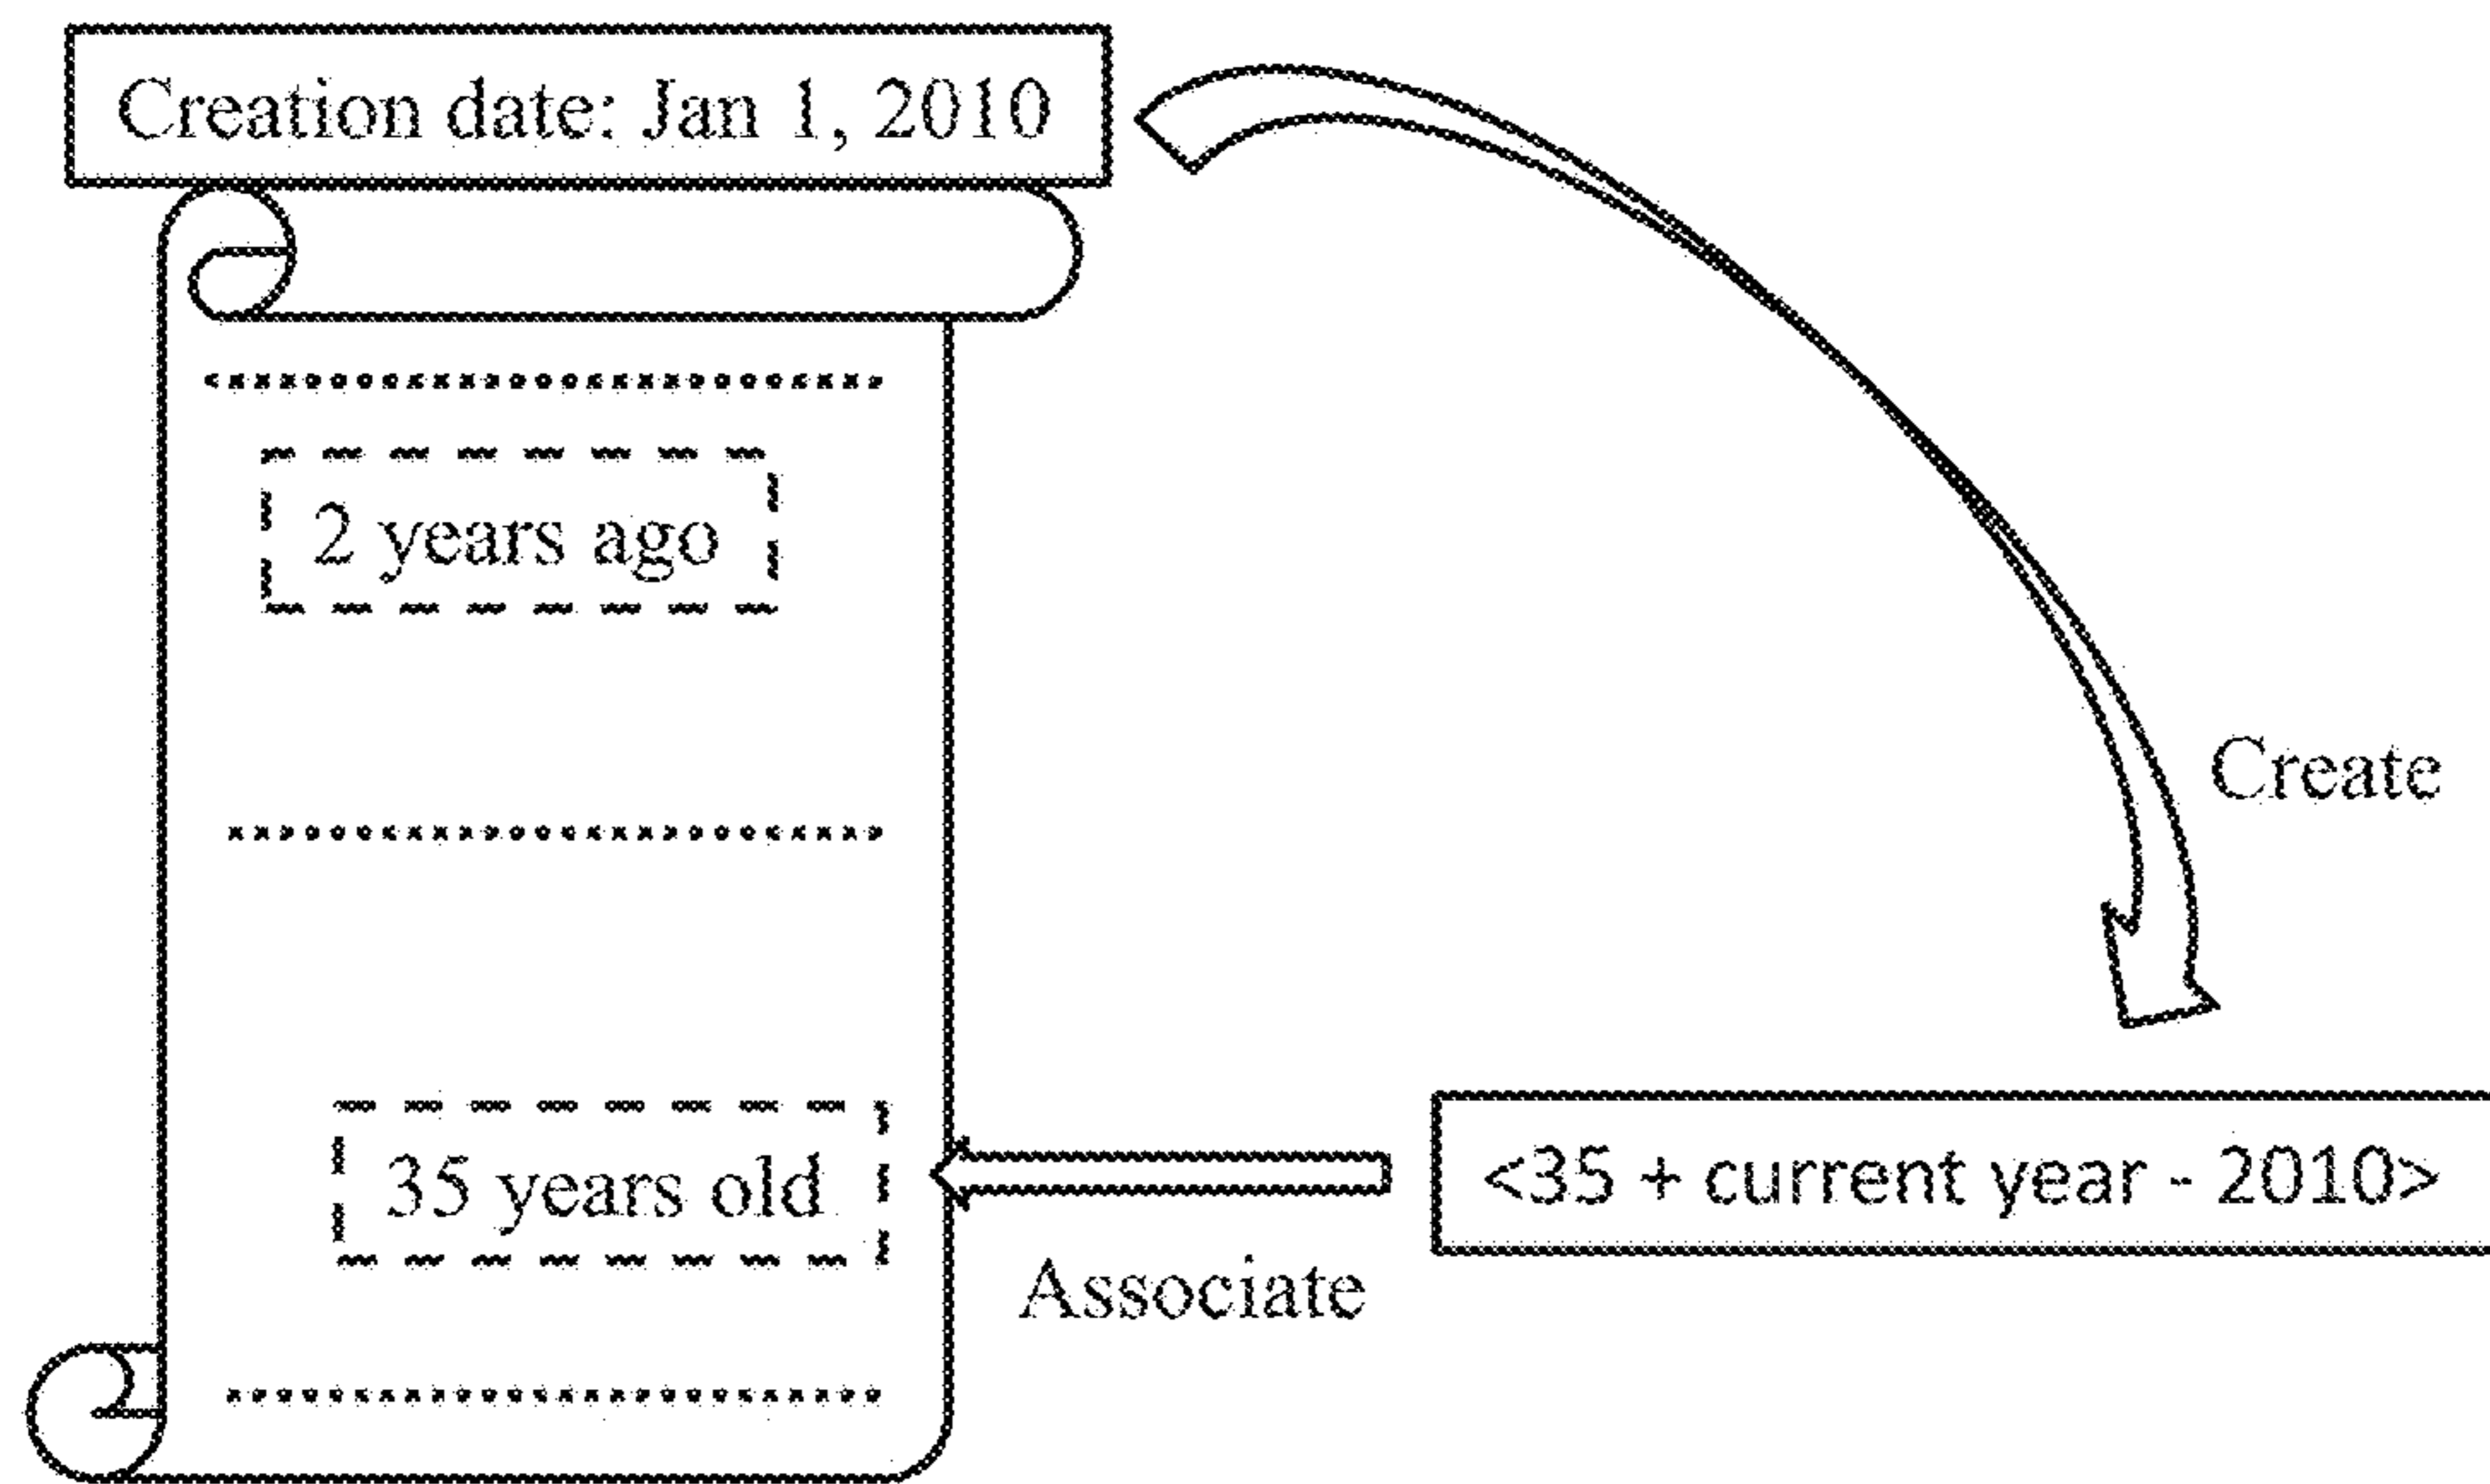 Creation date: Jan 1, 2010
2 years ago
Create
35 years old
<35 + current year - 2010>
Associate